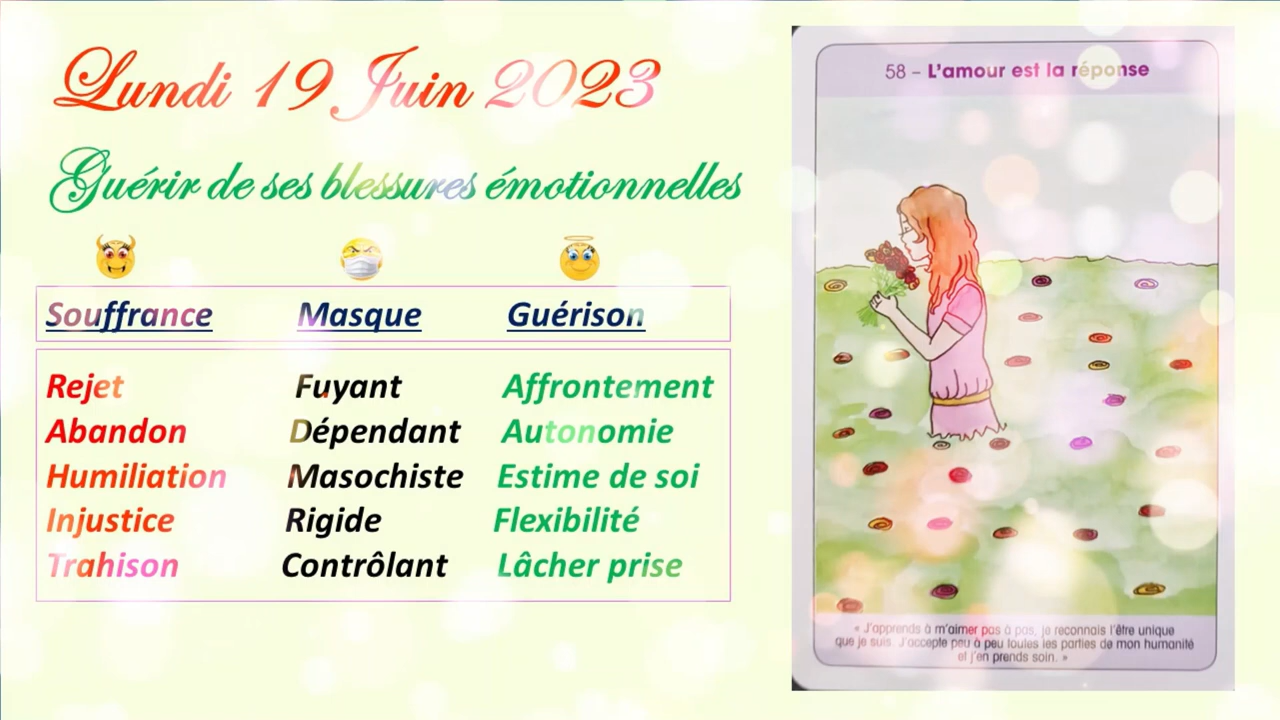 Lundi 19 Juin 2023
Guérir de ses blessures émotionnelles
Souffrance Masque Guérison
Rejet Fuyant Affrontement
Abandon Dépendant Autonomie
Humiliation Masochiste Estime de soi
Injustice Rigide Flexibilité
Trahison Contrôlant Lâcher prise
58 – L'amour est la réponse
« J'apprends à m'aimer pas à pas, je reconnais l'être unique
que je suis. J'accepte peu à peu toutes les parties de mon humanité
et j'en prends soin. »